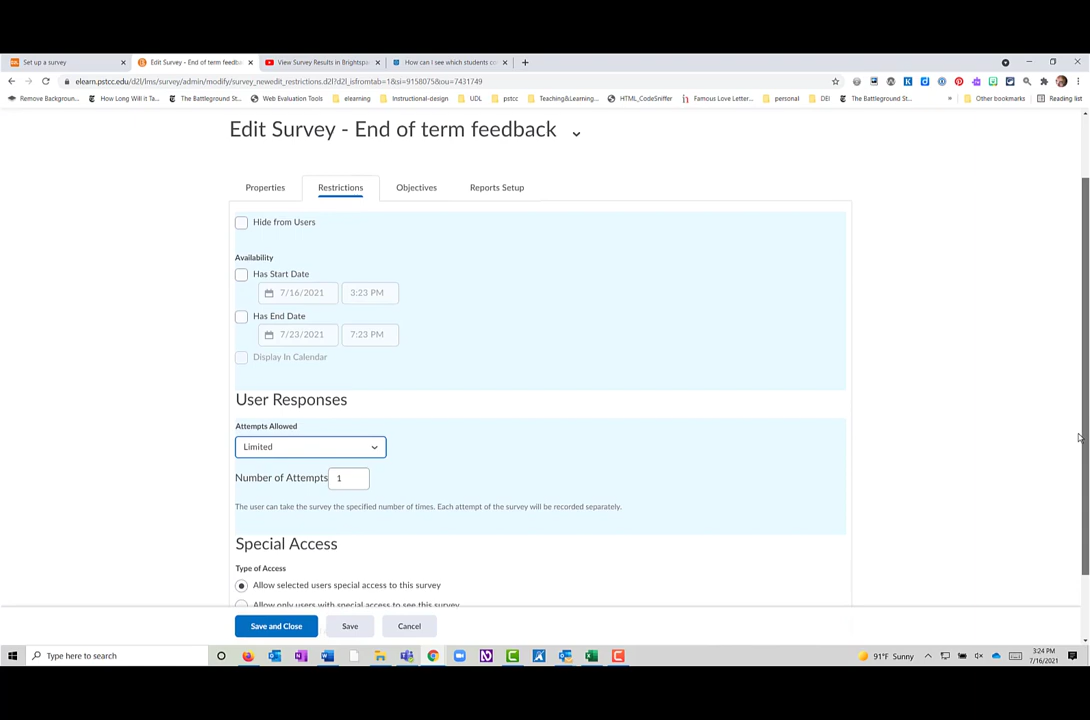 Set up a survey
Edit Survey - End of term feedba
View Survey Results in Brightspa
How can I see which students co
elearn.pstcc.edu/d2l/lms/survey/admin/modify/survey_newedit_restrictions.d2l?d2l_isfromtab=1&si=9158075&ou=7431749
Remove Backgroun... How Long Will it Ta... The Battleground St... Web Evaluation Tools elearning Instructional-design UDL pstcc Teaching&Learning... HTML_CodeSniffer Famous Love Letter... personal DEI The Battleground St... » Other bookmarks Reading list
Edit Survey - End of term feedback
Properties Restrictions Objectives Reports Setup
Hide from Users
Availability
Has Start Date
7/16/2021 3:23 PM
Has End Date
7/23/2021 7:23 PM
Display In Calendar
User Responses
Attempts Allowed
Limited
Number of Attempts 1
The user can take the survey the specified number of times. Each attempt of the survey will be recorded separately.
Special Access
Type of Access
Allow selected users special access to this survey
Allow only users with special access to see this survey
Save and Close Save Cancel
Type here to search
91°F Sunny
3:24 PM
7/16/2021